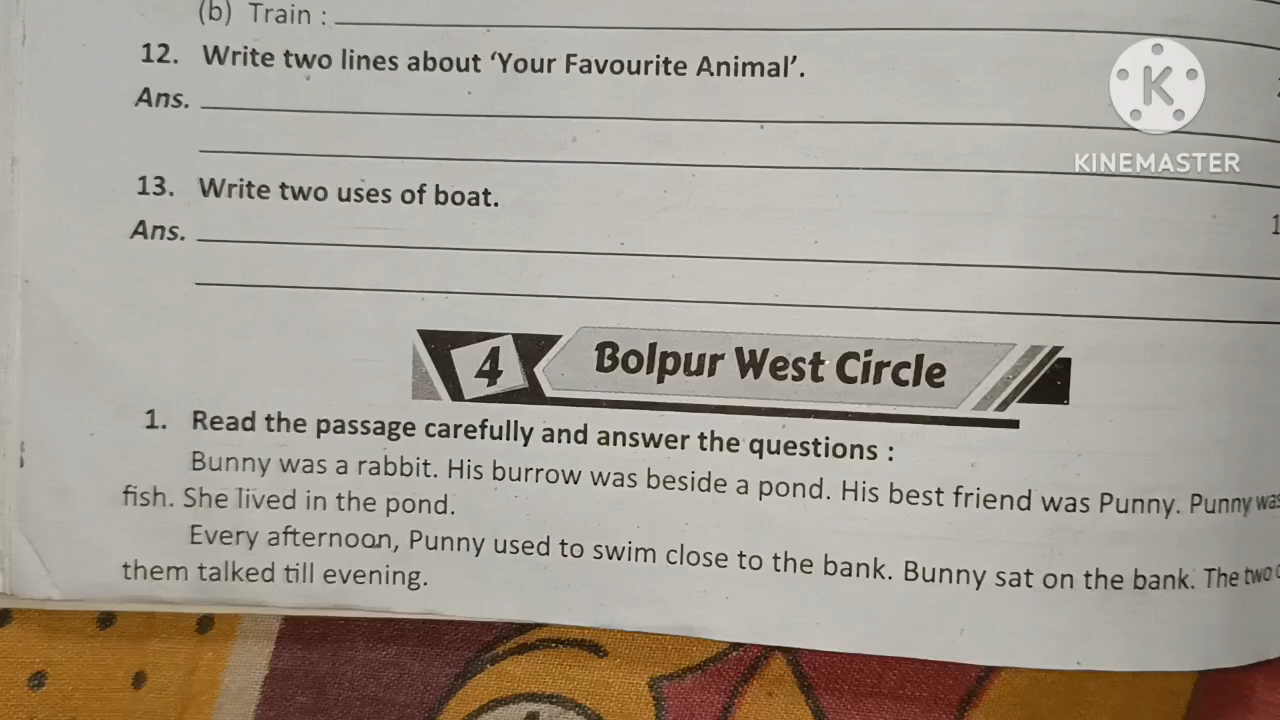 (b) Train :
12. Write two lines about ‘Your Favourite Animal’.
Ans.
13. Write two uses of boat.
Ans.
4 Bolpur West Circle
1. Read the passage carefully and answer the questions :
Bunny was a rabbit. His burrow was beside a pond. His best friend was Punny. Punny was
fish. She lived in the pond.
Every afternoon, Punny used to swim close to the bank. Bunny sat on the bank. The two
them talked till evening.
K
KINEMASTER